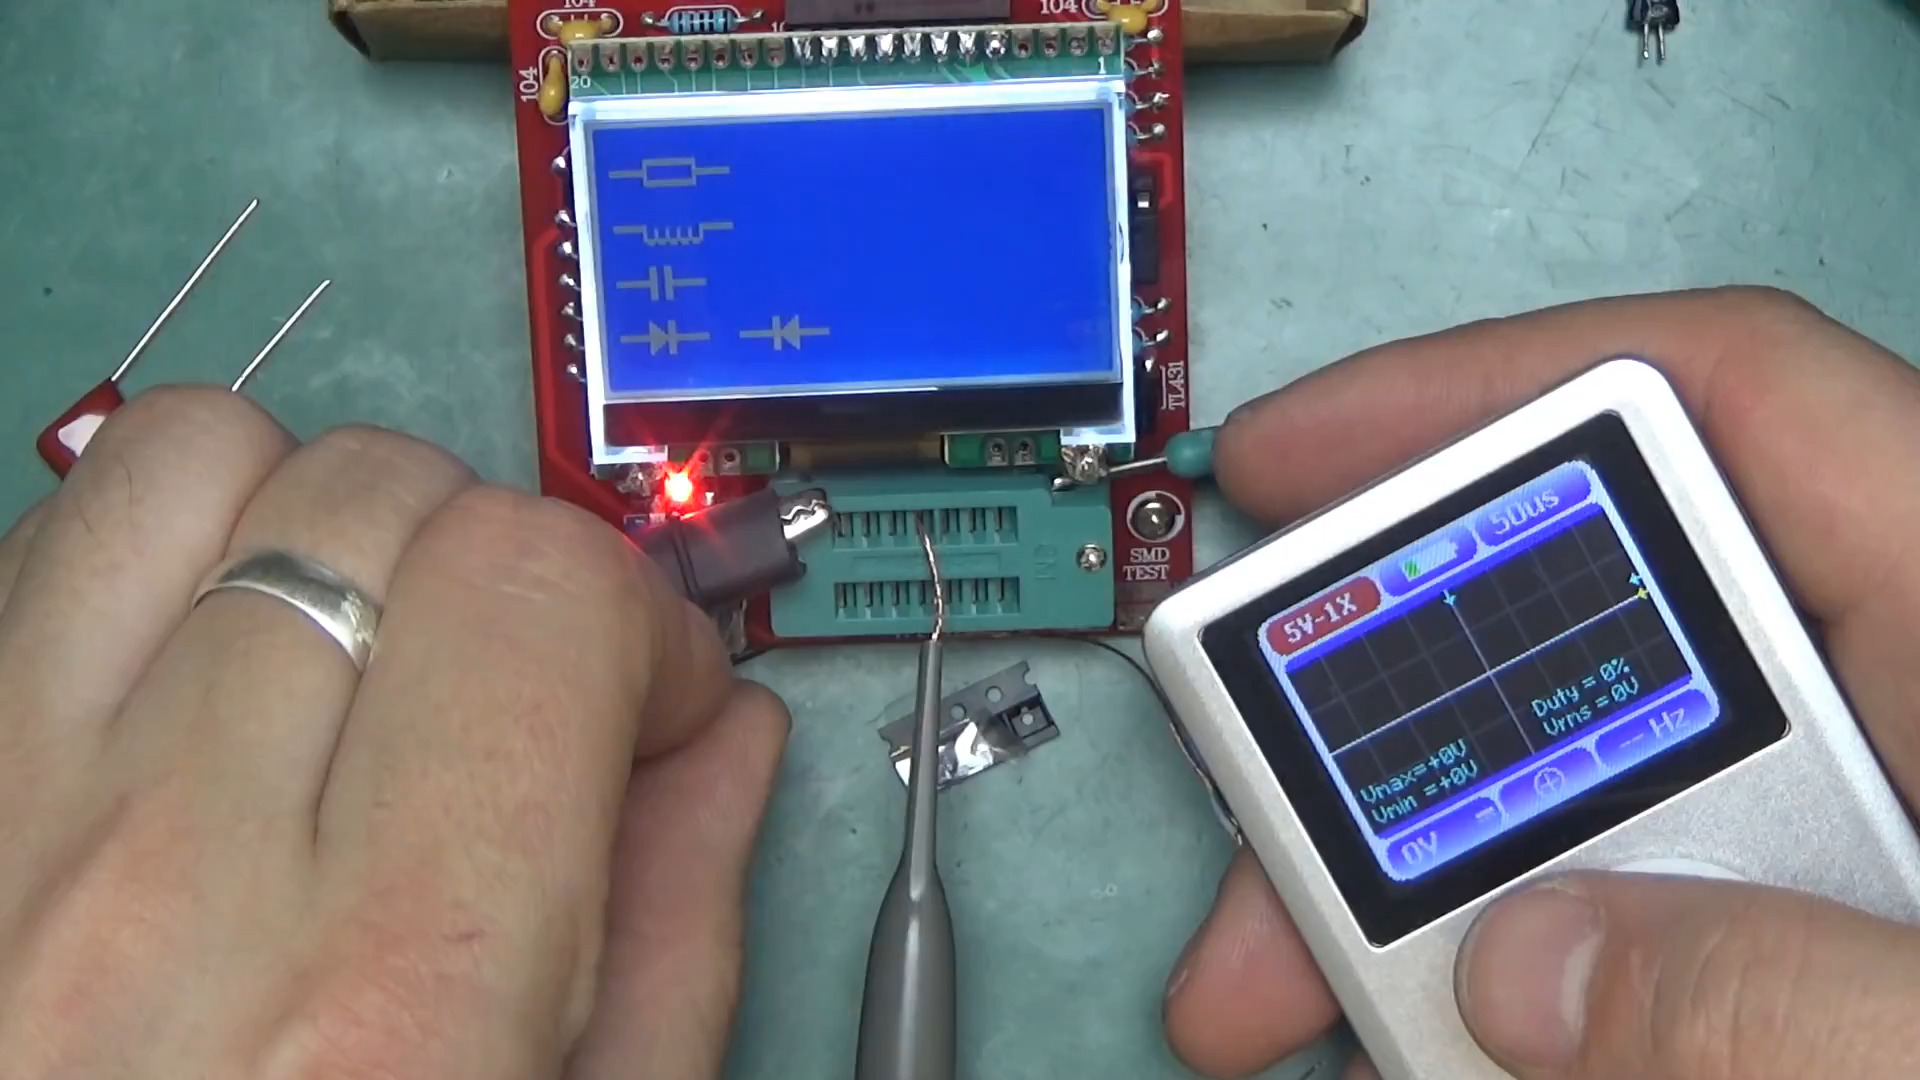 104
104
104
20
1
TL431
SMD
TEST
5V-1X
50us
Duty = 0%
Vrms = 0V
Vmax=+0V
Vmin =+0V
0V
-- Hz